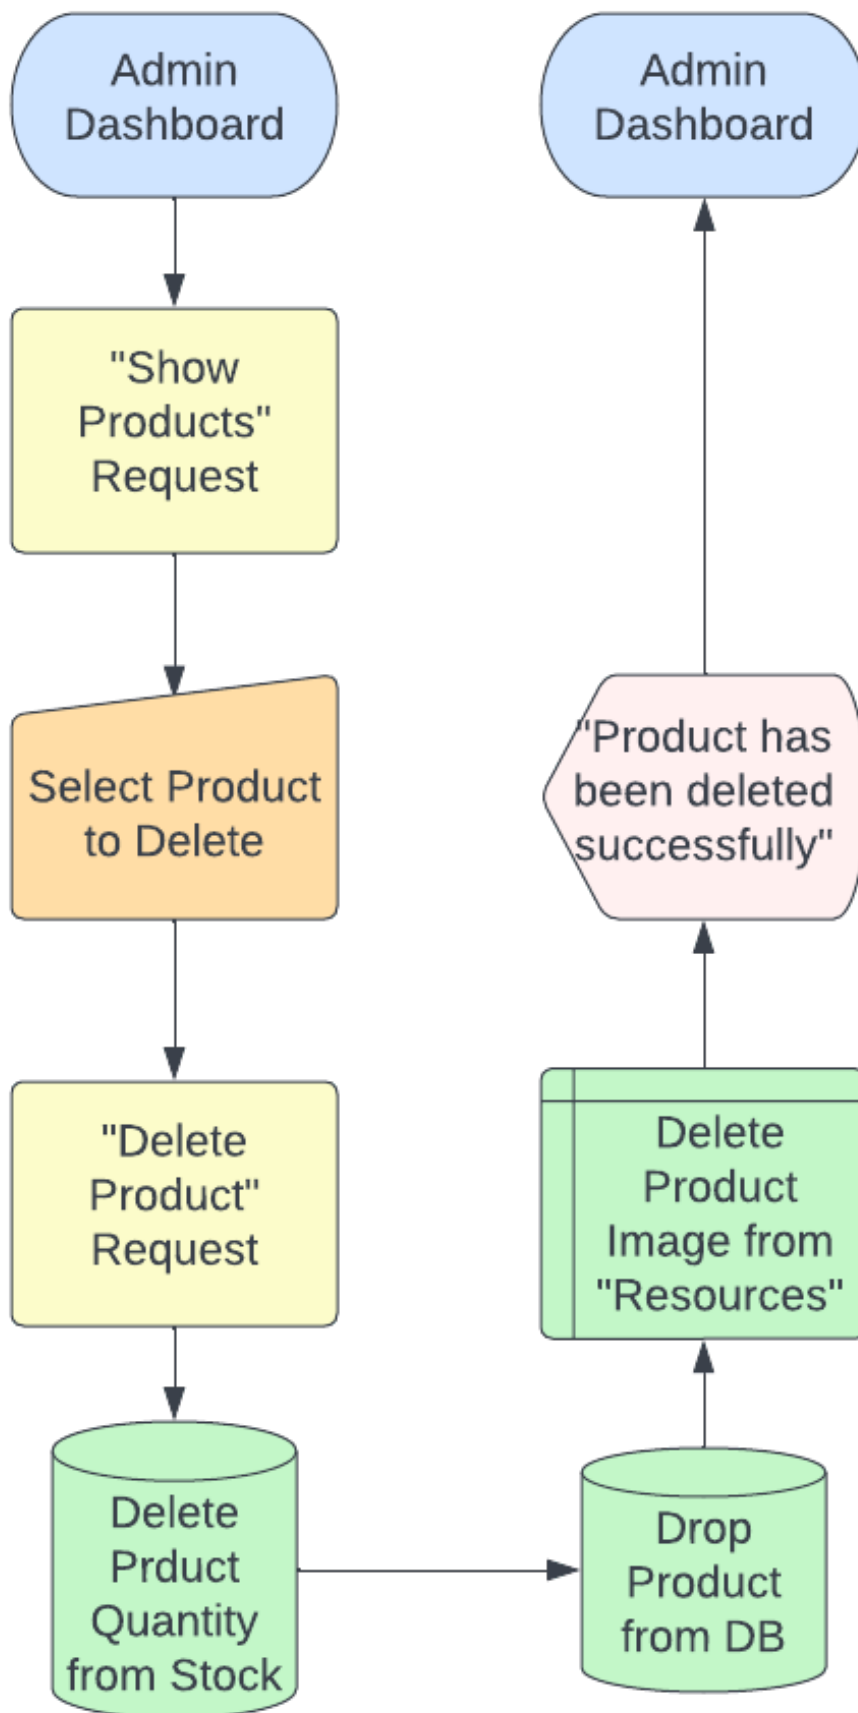 Admin
Dashboard
"Show
Products"
Request
Select Product
to Delete
"Delete
Product"
Request
Delete
Prduct
Quantity
from Stock
Drop
Product
from DB
Delete
Product
Image from
"Resources"
"Product has
been deleted
successfully"
Admin
Dashboard